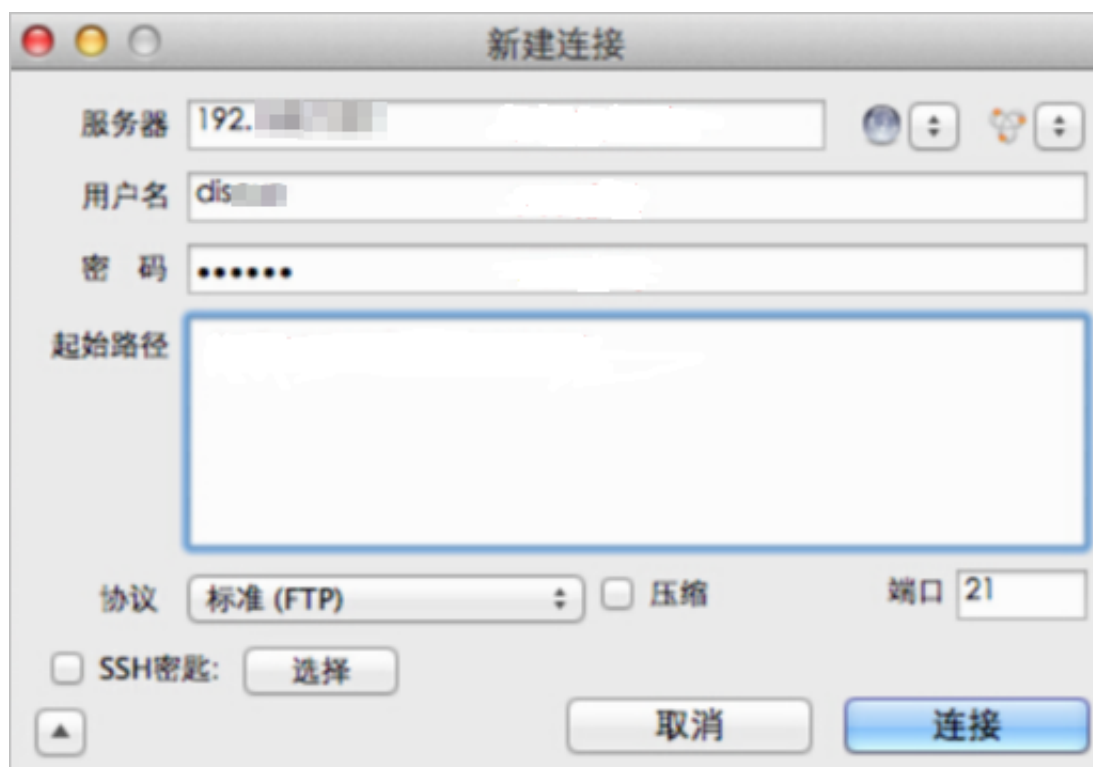 新建连接
服务器 192.
用户名 dis
密 码 ••••••
起始路径
协议 标准 (FTP) 压缩 端口 21
SSH密匙: 选择
取消 连接